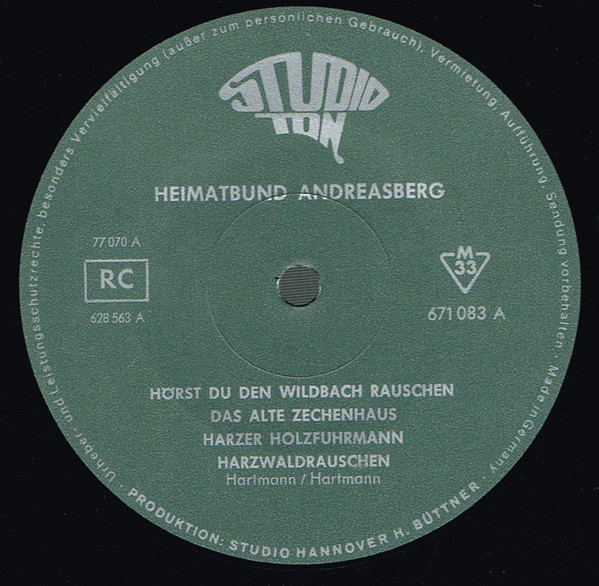 Urheber- und Leistungsschutzrechte, besonders Vervielfältigung (außer zum persönlichen Gebrauch), Vermietung, Aufführung, Sendung vorbehalten. · Made in Germany
STUDIO
TON
HEIMATBUND ANDREASBERG
77 070 A
RC
628 563 A
M
33
671 083 A
HÖRST DU DEN WILDBACH RAUSCHEN
DAS ALTE ZECHENHAUS
HARZER HOLZFUHRMANN
HARZWALDRAUSCHEN
Hartmann / Hartmann
· PRODUKTION: STUDIO HANNOVER H. BÜTTNER ·